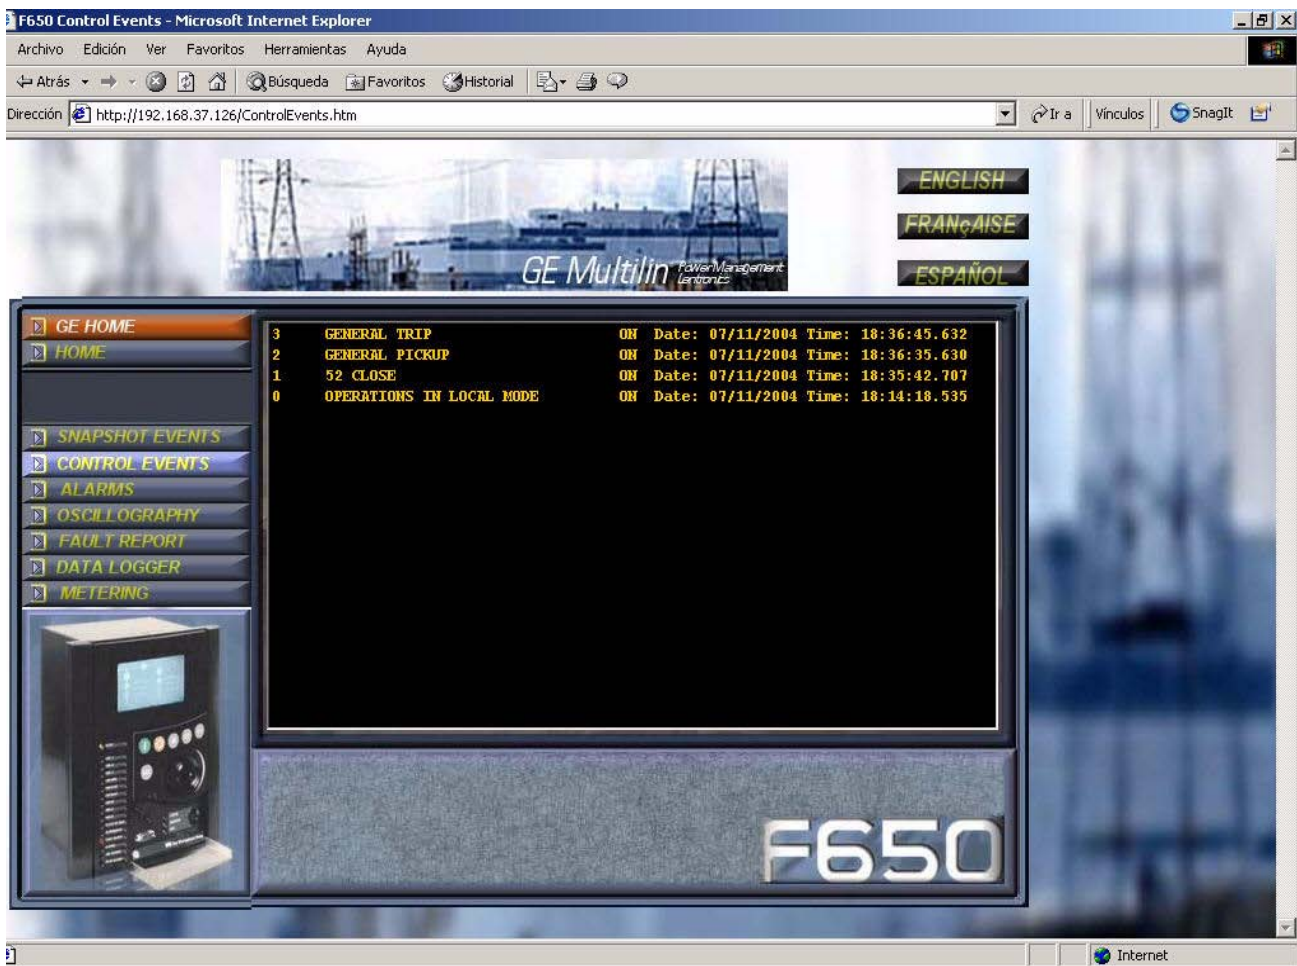 F650 Control Events - Microsoft Internet Explorer
Archivo Edición Ver Favoritos Herramientas Ayuda
Atrás Búsqueda Favoritos Historial
Dirección http://192.168.37.126/ControlEvents.htm Ir a Vínculos SnagIt
ENGLISH
FRANçAISE
ESPAÑOL
GE Multilin PowerManagement
Lentronics
GE HOME
HOME
SNAPSHOT EVENTS
CONTROL EVENTS
ALARMS
OSCILLOGRAPHY
FAULT REPORT
DATA LOGGER
METERING
3 GENERAL TRIP ON Date: 07/11/2004 Time: 18:36:45.632
2 GENERAL PICKUP ON Date: 07/11/2004 Time: 18:36:35.630
1 52 CLOSE ON Date: 07/11/2004 Time: 18:35:42.707
0 OPERATIONS IN LOCAL MODE ON Date: 07/11/2004 Time: 18:14:18.535
F650
Internet